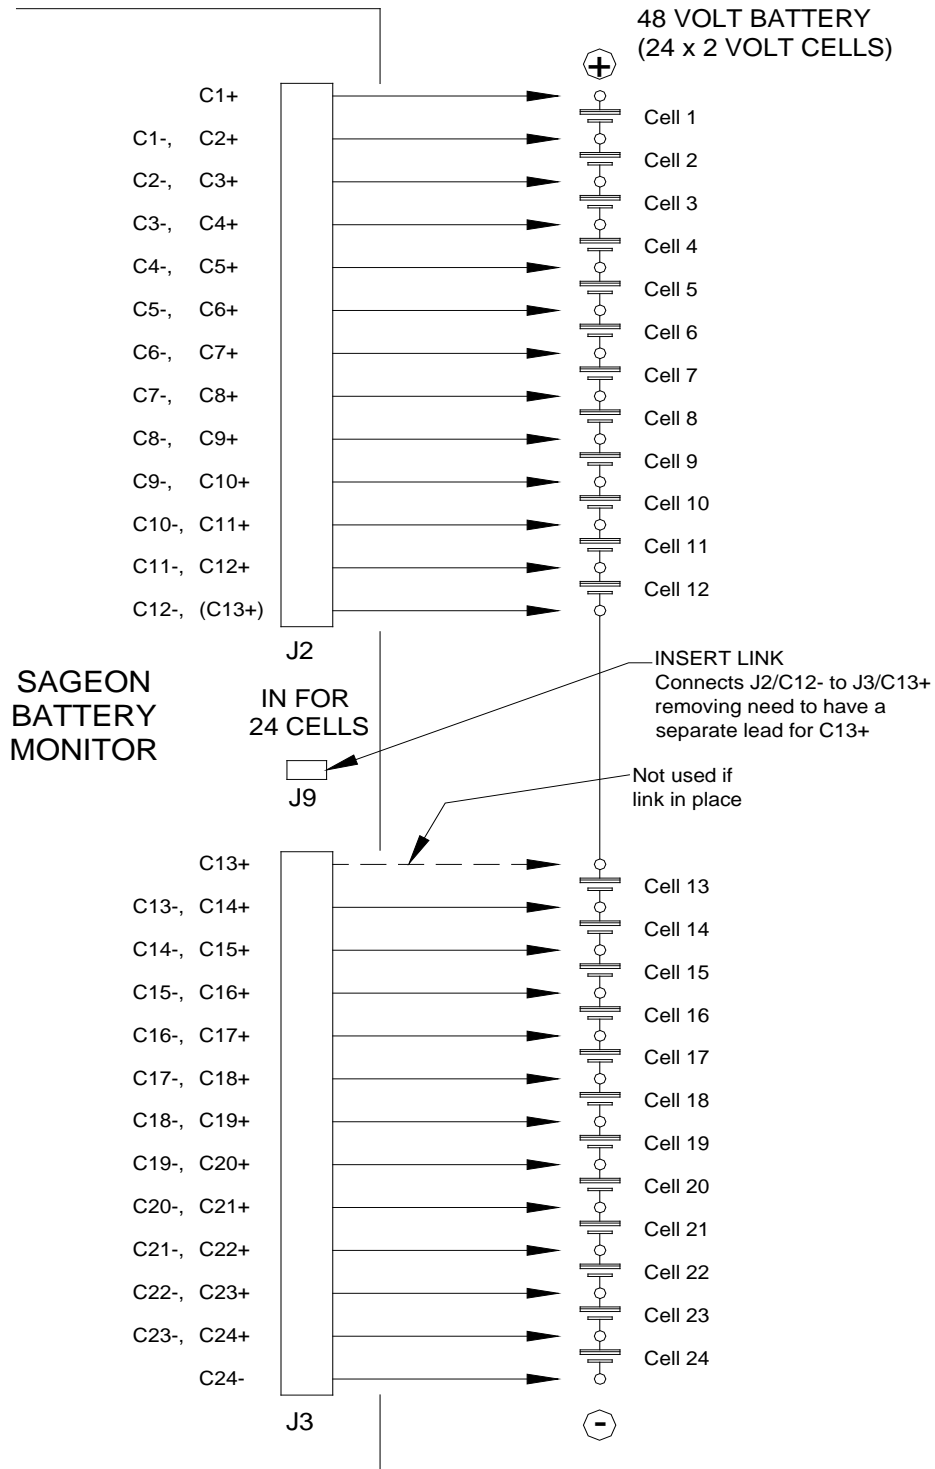 48 VOLT BATTERY
(24 x 2 VOLT CELLS)
+
C1+
Cell 1
C1-, C2+
Cell 2
C2-, C3+
Cell 3
C3-, C4+
Cell 4
C4-, C5+
Cell 5
C5-, C6+
Cell 6
C6-, C7+
Cell 7
C7-, C8+
Cell 8
C8-, C9+
Cell 9
C9-, C10+
Cell 10
C10-, C11+
Cell 11
C11-, C12+
Cell 12
C12-, (C13+)
J2
SAGEON
BATTERY
MONITOR
IN FOR
24 CELLS
J9
INSERT LINK
Connects J2/C12- to J3/C13+
removing need to have a
separate lead for C13+
Not used if
link in place
C13+
Cell 13
C13-, C14+
Cell 14
C14-, C15+
Cell 15
C15-, C16+
Cell 16
C16-, C17+
Cell 17
C17-, C18+
Cell 18
C18-, C19+
Cell 19
C19-, C20+
Cell 20
C20-, C21+
Cell 21
C21-, C22+
Cell 22
C22-, C23+
Cell 23
C23-, C24+
Cell 24
C24-
J3
-